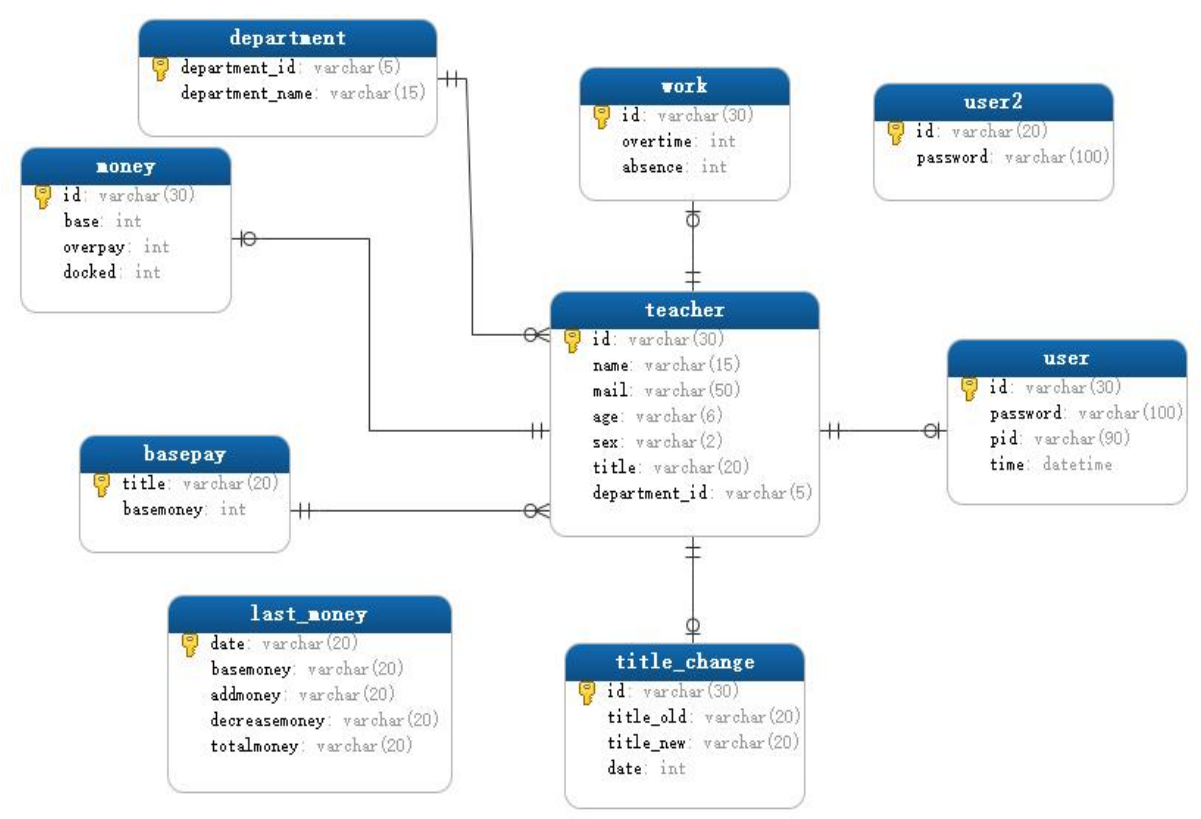 department
department_id: varchar(5)
department_name: varchar(15)
work
id: varchar(30)
overtime: int
absence: int
user2
id: varchar(20)
password: varchar(100)
money
id: varchar(30)
base: int
overpay: int
docked: int
teacher
id: varchar(30)
name: varchar(15)
mail: varchar(50)
age: varchar(6)
sex: varchar(2)
title: varchar(20)
department_id: varchar(5)
user
id: varchar(30)
password: varchar(100)
pid: varchar(90)
time: datetime
basepay
title: varchar(20)
basemoney: int
last_money
date: varchar(20)
basemoney: varchar(20)
addmoney: varchar(20)
decreasemoney: varchar(20)
totalmoney: varchar(20)
title_change
id: varchar(30)
title_old: varchar(20)
title_new: varchar(20)
date: int